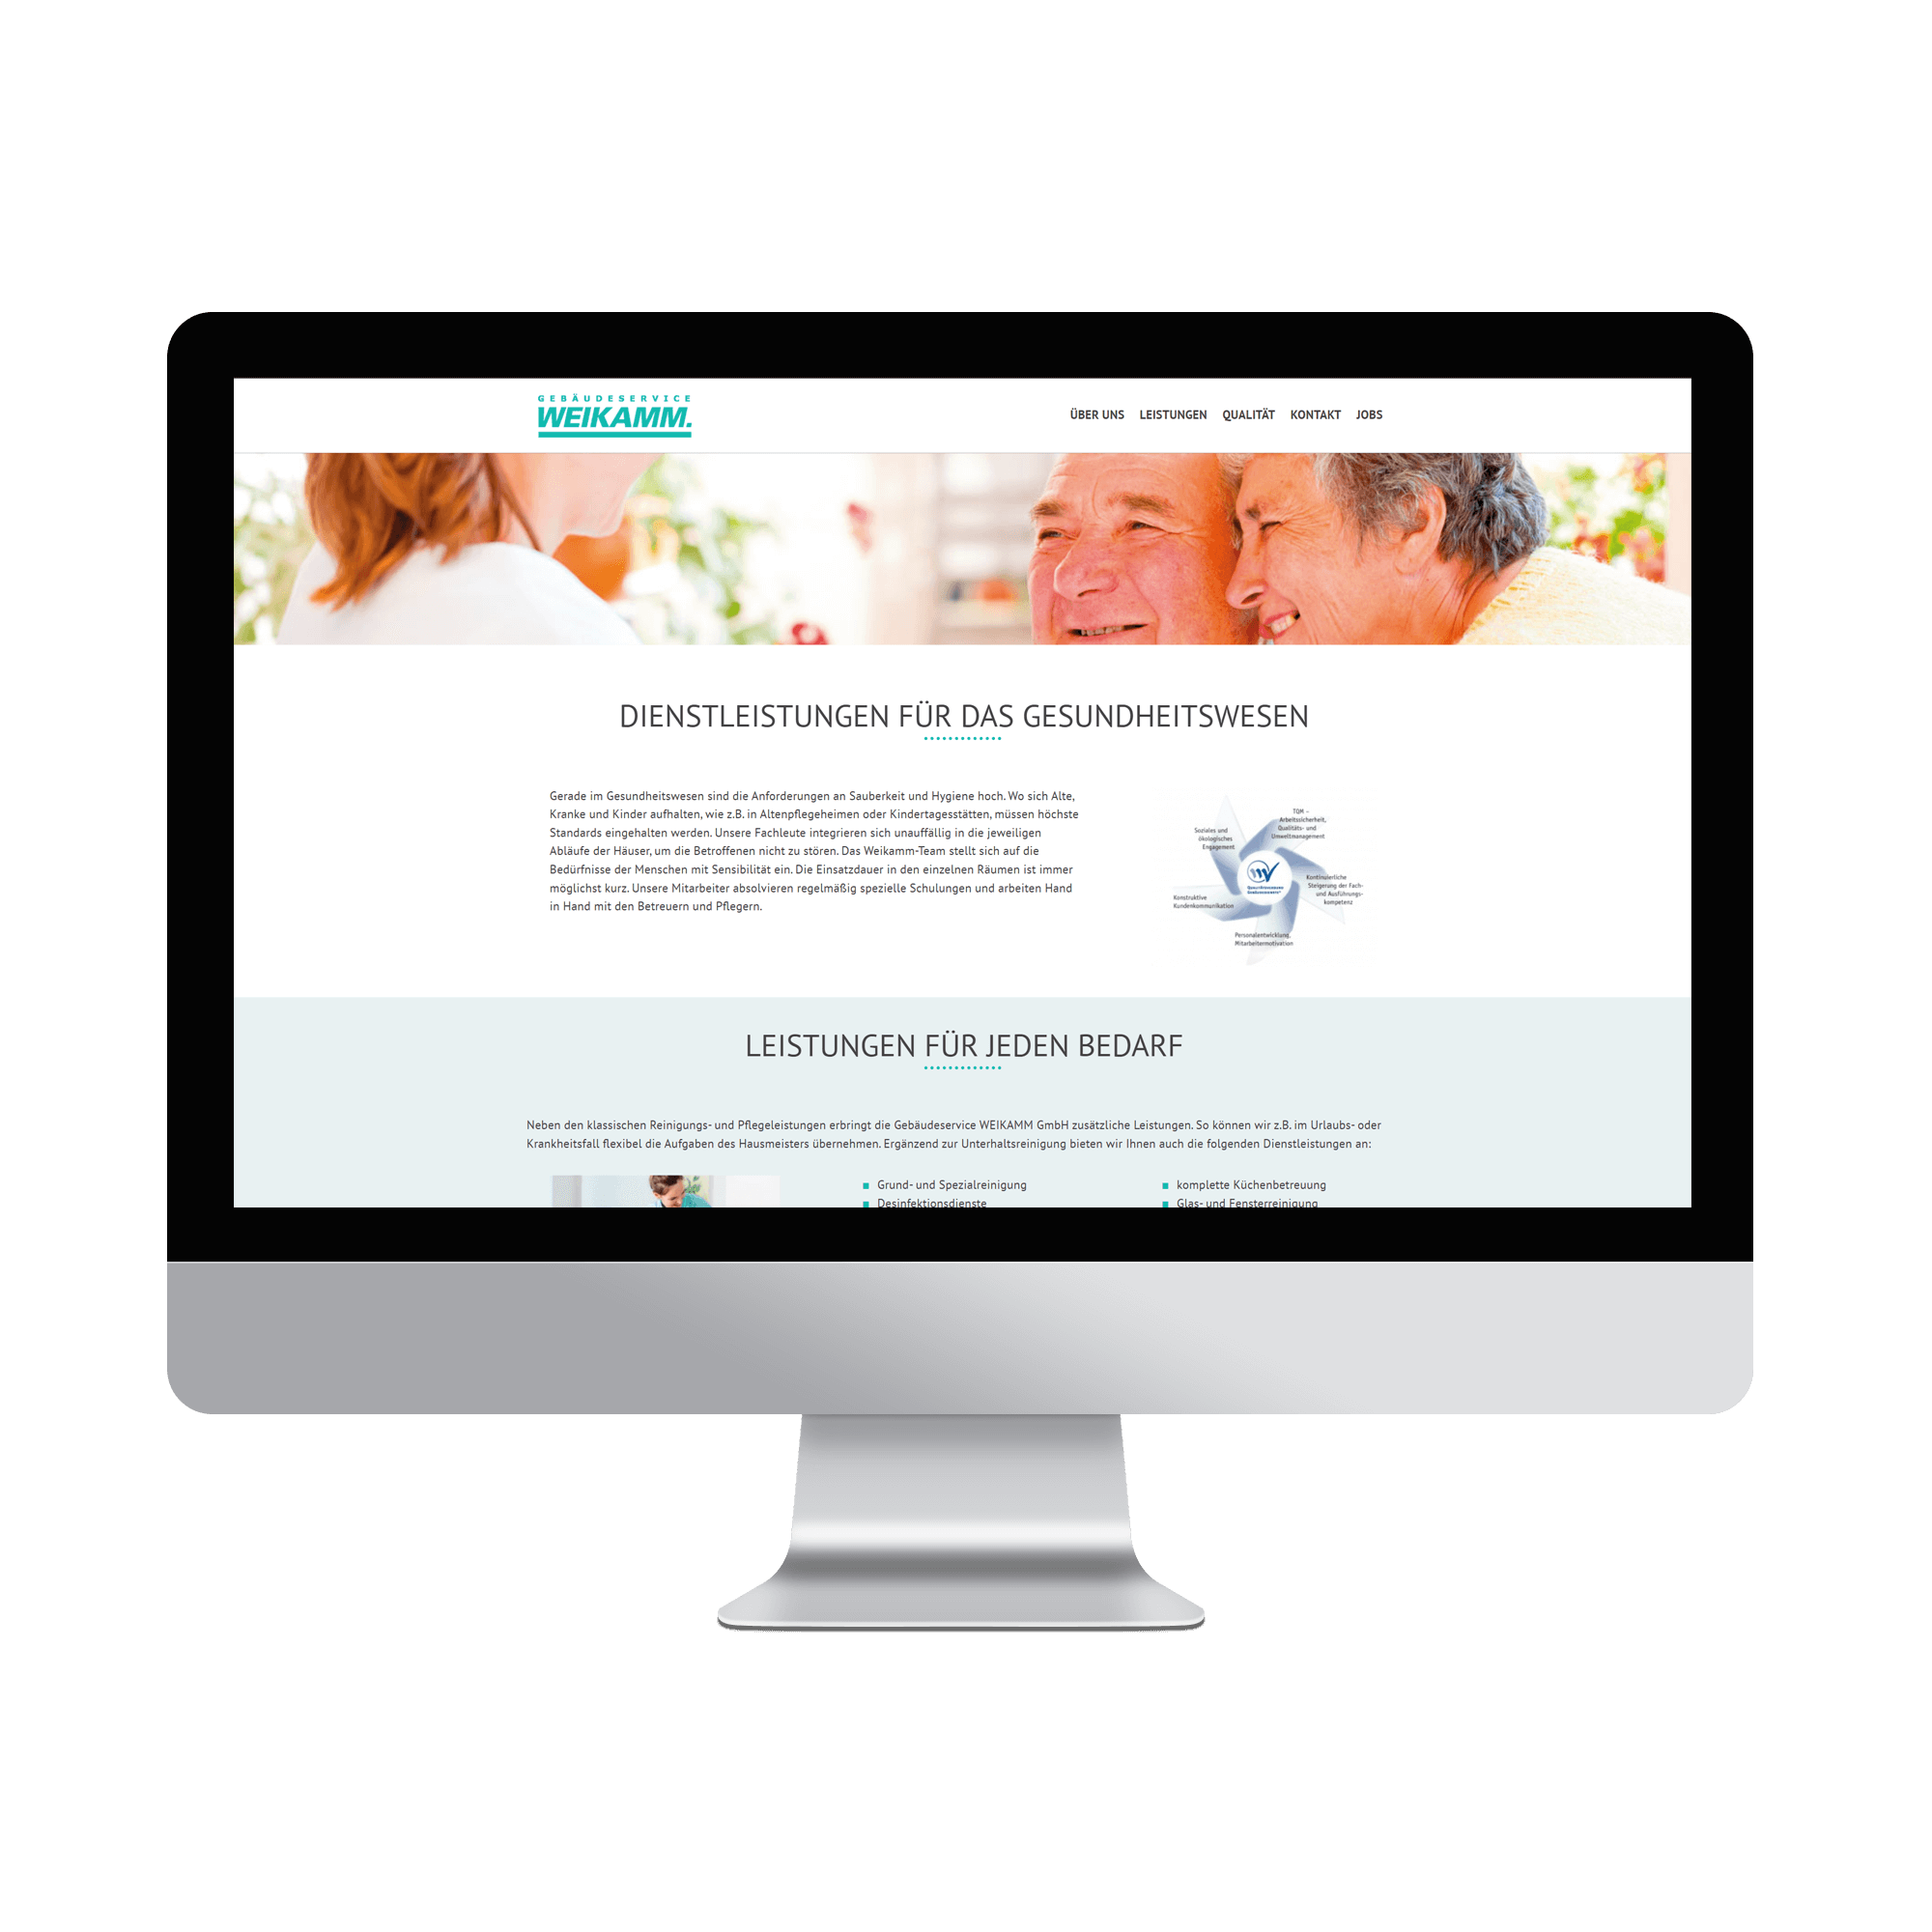 GEBÄUDESERVICE
WEIKAMM.
ÜBER UNS LEISTUNGEN QUALITÄT KONTAKT JOBS
DIENSTLEISTUNGEN FÜR DAS GESUNDHEITSWESEN
Gerade im Gesundheitswesen sind die Anforderungen an Sauberkeit und Hygiene hoch. Wo sich Alte,
Kranke und Kinder aufhalten, wie z.B. in Altenpflegeheimen oder Kindertagesstätten, müssen höchste
Standards eingehalten werden. Unsere Fachleute integrieren sich unauffällig in die jeweiligen
Abläufe der Häuser, um die Betroffenen nicht zu stören. Das Weikamm-Team stellt sich auf die
Bedürfnisse der Menschen mit Sensibilität ein. Die Einsatzdauer in den einzelnen Räumen ist immer
möglichst kurz. Unsere Mitarbeiter absolvieren regelmäßig spezielle Schulungen und arbeiten Hand
in Hand mit den Betreuern und Pflegern.
TQM –
Arbeitssicherheit,
Qualitäts- und
Umweltmanagement
Soziales und
ökologisches
Engagement
Kontinuierliche
Steigerung der Fach-
und Ausführungs-
kompetenz
Konstruktive
Kundenkommunikation
Personalentwicklung,
Mitarbeitermotivation
LEISTUNGEN FÜR JEDEN BEDARF
Neben den klassischen Reinigungs- und Pflegeleistungen erbringt die Gebäudeservice WEIKAMM GmbH zusätzliche Leistungen. So können wir z.B. im Urlaubs- oder
Krankheitsfall flexibel die Aufgaben des Hausmeisters übernehmen. Ergänzend zur Unterhaltsreinigung bieten wir Ihnen auch die folgenden Dienstleistungen an:
Grund- und Spezialreinigung
Desinfektionsdienste
komplette Küchenbetreuung
Glas- und Fensterreinigung